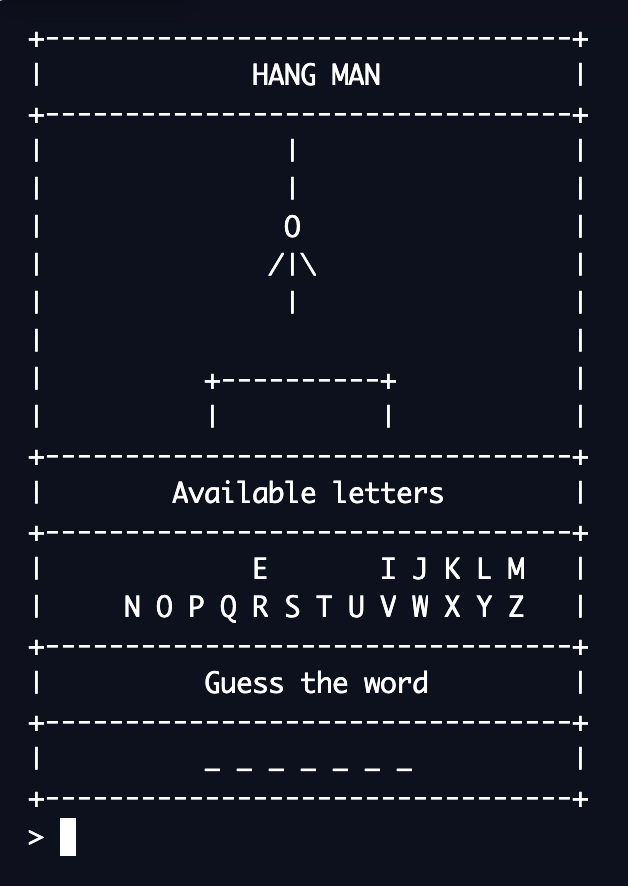 +---------------------------------+
|             HANG MAN            |
+---------------------------------+
|               |                 |
|               |                 |
|               O                 |
|              /|\                |
|               |                 |
|                                 |
|          +----------+           |
|          |          |           |
+---------------------------------+
|        Available letters        |
+---------------------------------+
|             E       I J K L M   |
|     N O P Q R S T U V W X Y Z   |
+---------------------------------+
|          Guess the word         |
+---------------------------------+
|          _ _ _ _ _ _ _          |
+---------------------------------+
>